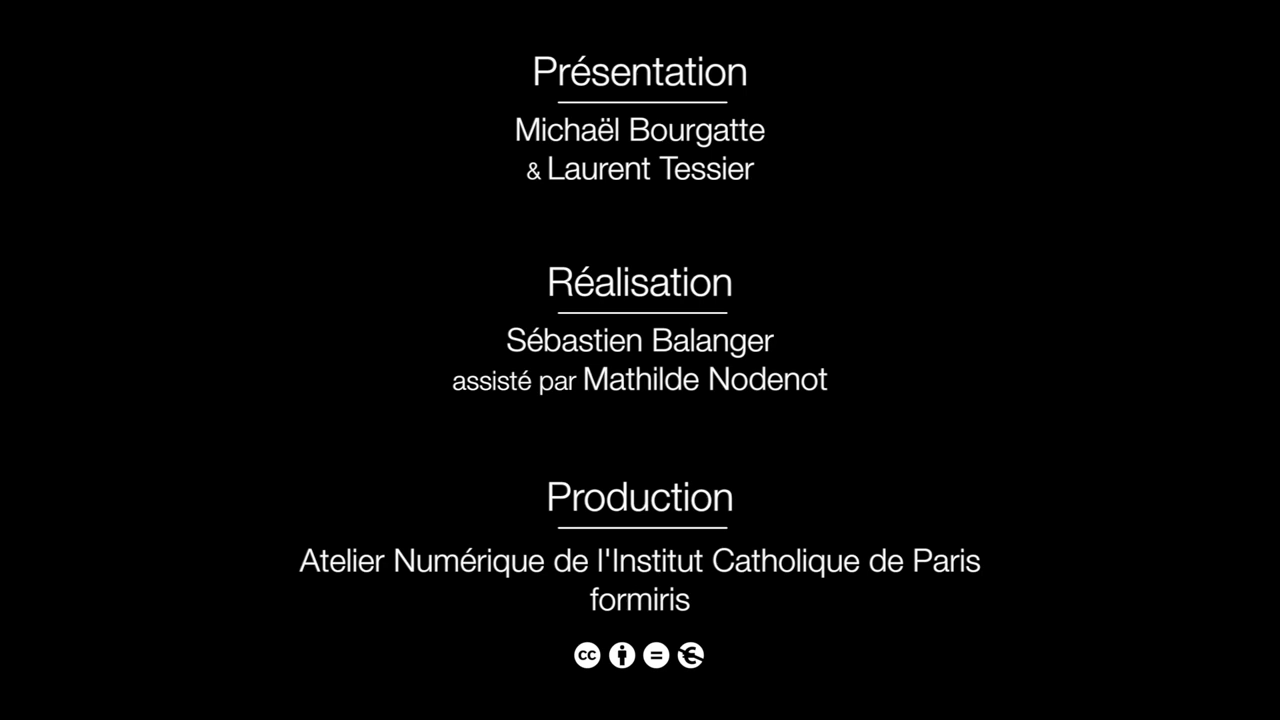 Présentation
Michaël Bourgatte
& Laurent Tessier
Réalisation
Sébastien Balanger
assisté par Mathilde Nodenot
Production
Atelier Numérique de l'Institut Catholique de Paris
formiris
cc = €